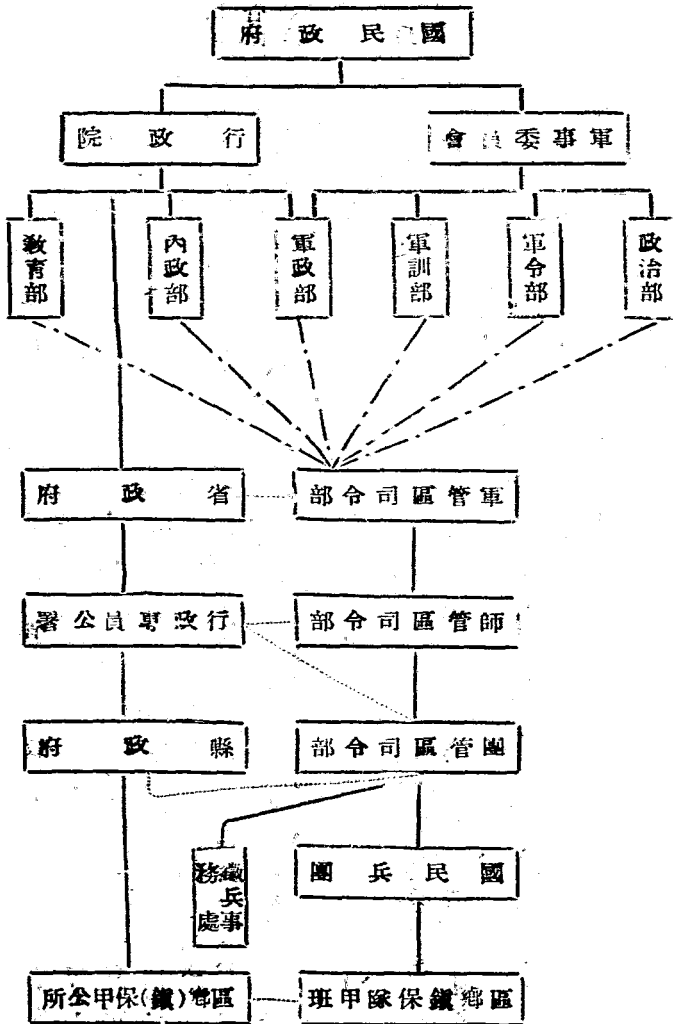 國民政府
軍事委員會
行政院
政治部
軍令部
軍訓部
軍政部
內政部
教育部
軍管區司令部
省政府
師管區司令部
行政專員公署
團管區司令部
縣政府
國民兵團
徵兵事
務處
區鄉鎮保隊甲班
區鄉(鎮)保甲公所